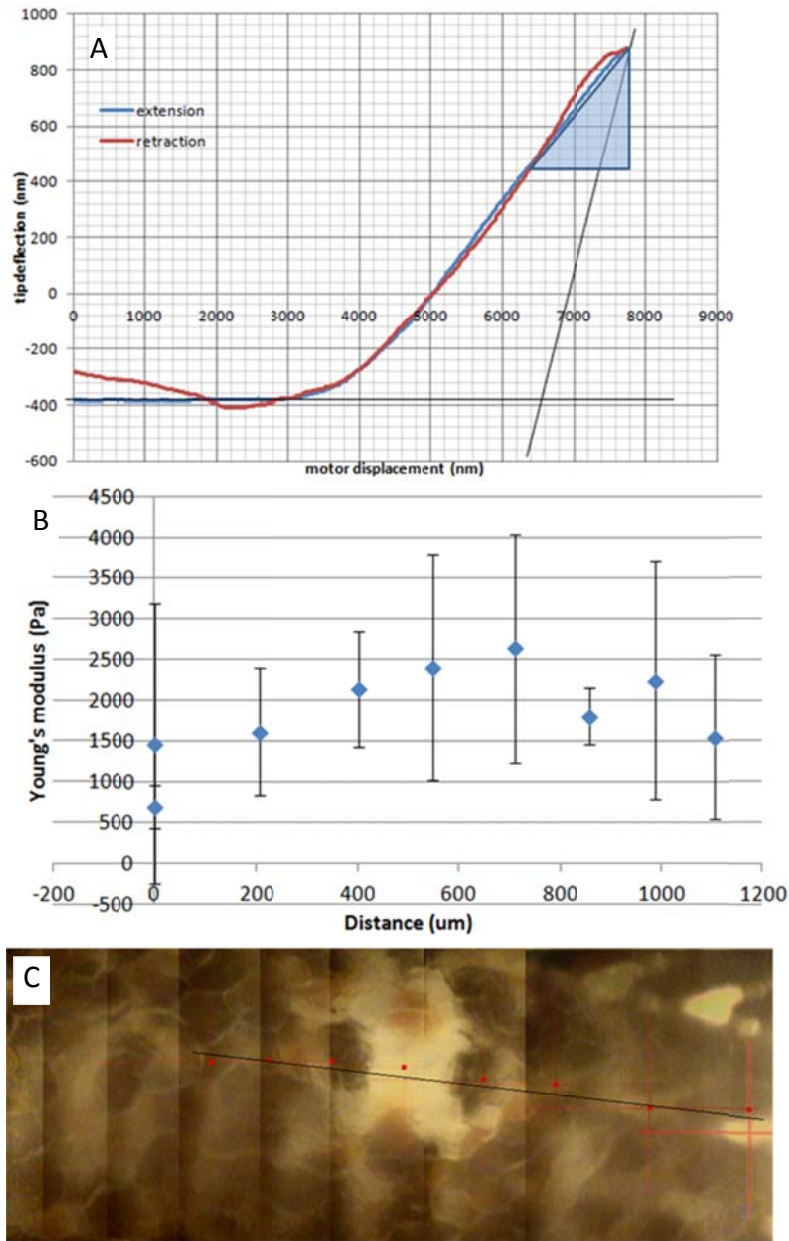 A
1000
800
600
400
200
0
-200
-400
-600
extension
retraction
0 1000 2000 3000 4000 5000 6000 7000 8000 9000
tip deflection (nm)
motor displacement (nm)
B
4500
4000
3500
3000
2500
2000
1500
1000
500
0
-500
-200 0 200 400 600 800 1000 1200
Young's modulus (Pa)
Distance (um)
C